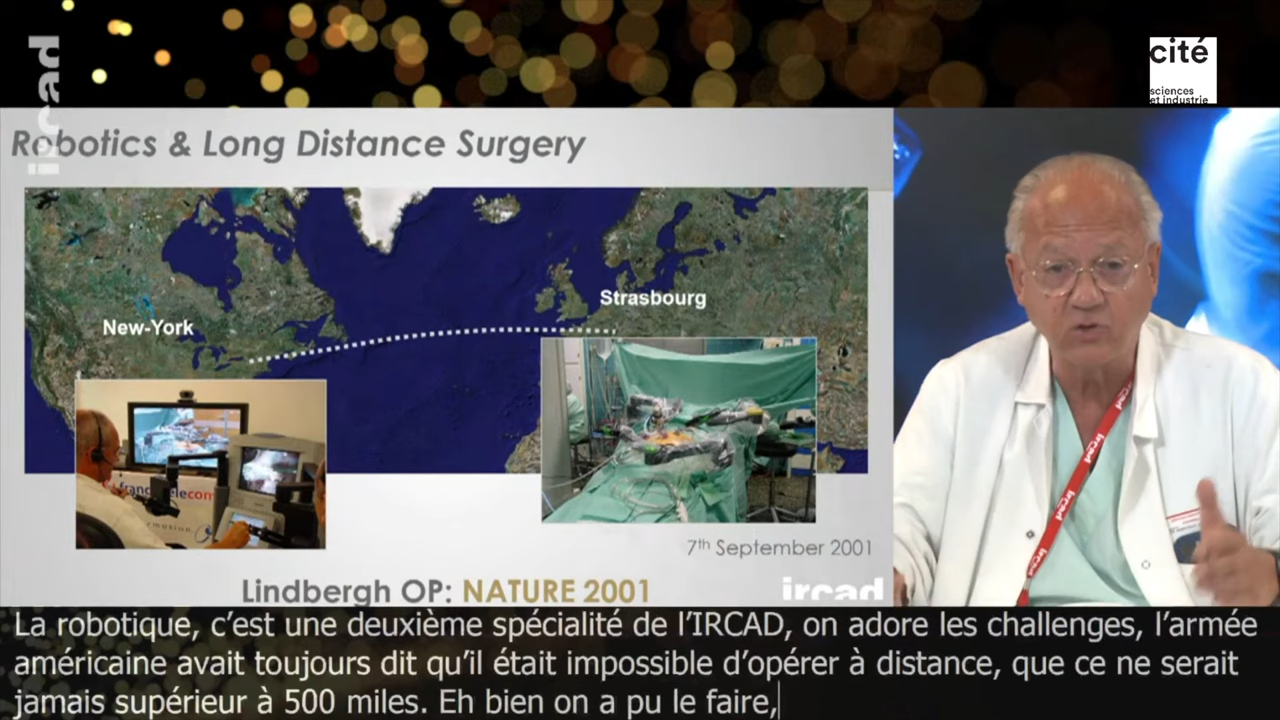 ircad
cité
sciences
et industrie
Robotics & Long Distance Surgery
New-York
Strasbourg
ircad
7th September 2001
Lindbergh OP: NATURE 2001
ircad
La robotique, c’est une deuxième spécialité de l’IRCAD, on adore les challenges, l’armée
américaine avait toujours dit qu’il était impossible d’opérer à distance, que ce ne serait
jamais supérieur à 500 miles. Eh bien on a pu le faire,